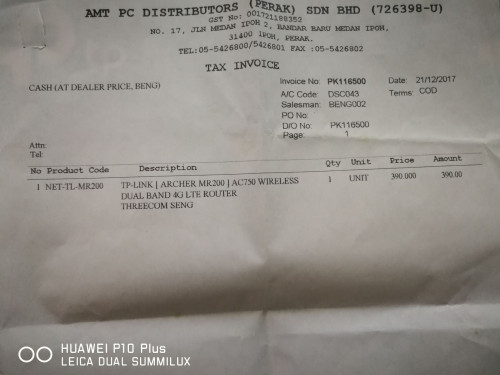 AMT PC DISTRIBUTORS (PERAK) SDN BHD (726398-U)
GST No: 001721188352
NO. 17, JLN MEDAN IPOH 2, BANDAR BARU MEDAN IPOH,
31400 IPOH, PERAK.
TEL:05-5426800/5426801 FAX :05-5426802
TAX INVOICE
CASH (AT DEALER PRICE, BENG)
Invoice No: PK116500 Date: 21/12/2017
A/C Code: DSC043 Terms: COD
Salesman: BENG002
PO No:
D/O No: PK116500
Page: 1
Attn:
Tel:
No Product Code Description Qty Unit Price Amount
1 NET-TL-MR200 TP-LINK | ARCHER MR200 | AC750 WIRELESS 1 UNIT 390.000 390.00
DUAL BAND 4G LTE ROUTER
THREECOM SENG
HUAWEI P10 Plus
LEICA DUAL SUMMILUX